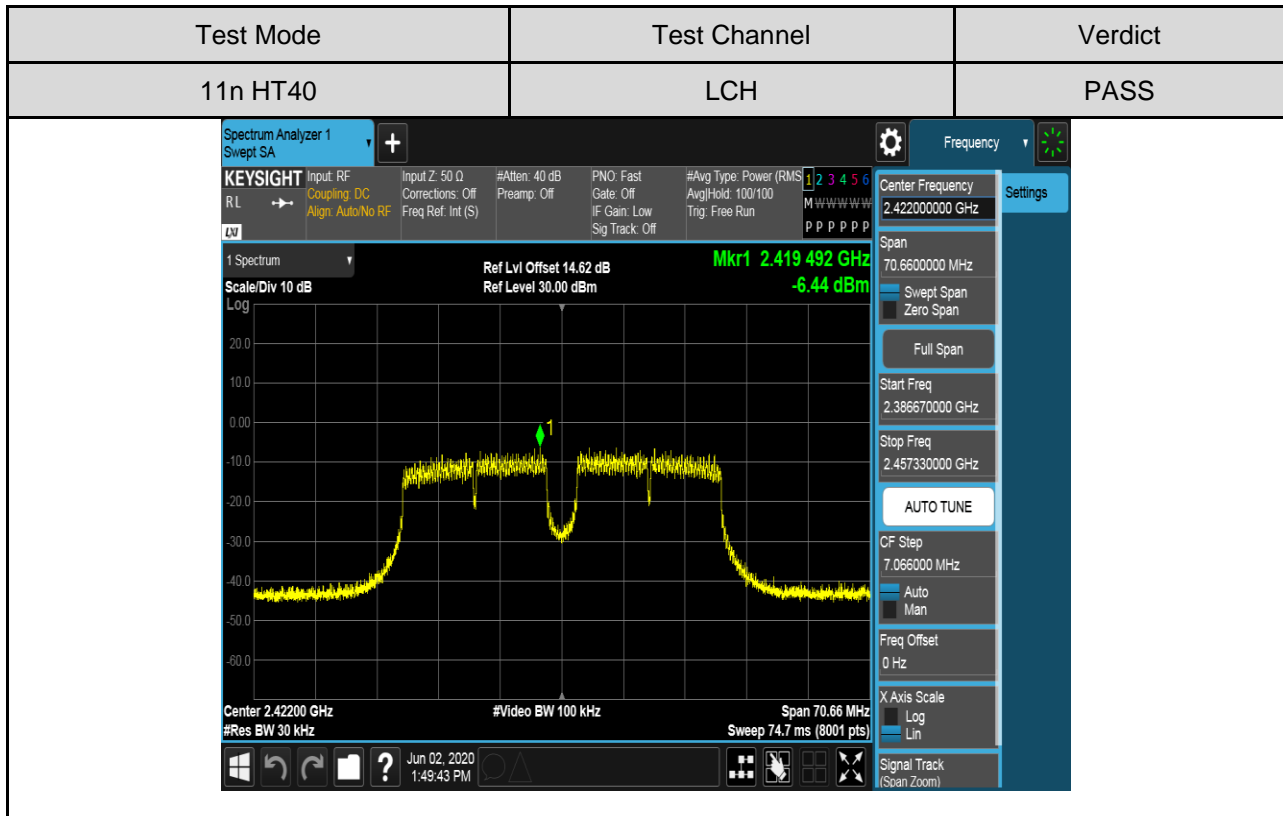 Test Mode Test Channel Verdict
11n HT40 LCH PASS
Spectrum Analyzer 1
Swept SA
Frequency
KEYSIGHT Input: RF Input Z: 50 Ω #Atten: 40 dB PNO: Fast #Avg Type: Power (RMS 1 2 3 4 5 6
RL Coupling: DC Corrections: Off Preamp: Off Gate: Off Avg|Hold: 100/100 M W W W W W
Align: Auto/No RF Freq Ref: Int (S) IF Gain: Low Trig: Free Run
LXI Sig Track: Off P P P P P P
1 Spectrum
Ref Lvl Offset 14.62 dB Mkr1 2.419 492 GHz
Scale/Div 10 dB Ref Level 30.00 dBm -6.44 dBm
Log
20.0
10.0
0.00
1
-10.0
-20.0
-30.0
-40.0
-50.0
-60.0
Center 2.42200 GHz #Video BW 100 kHz Span 70.66 MHz
#Res BW 30 kHz Sweep 74.7 ms (8001 pts)
Center Frequency
2.422000000 GHz
Settings
Span
70.6600000 MHz
Swept Span
Zero Span
Full Span
Start Freq
2.386670000 GHz
Stop Freq
2.457330000 GHz
AUTO TUNE
CF Step
7.066000 MHz
Auto
Man
Freq Offset
0 Hz
X Axis Scale
Log
Lin
Signal Track
(Span Zoom)
?
Jun 02, 2020
1:49:43 PM